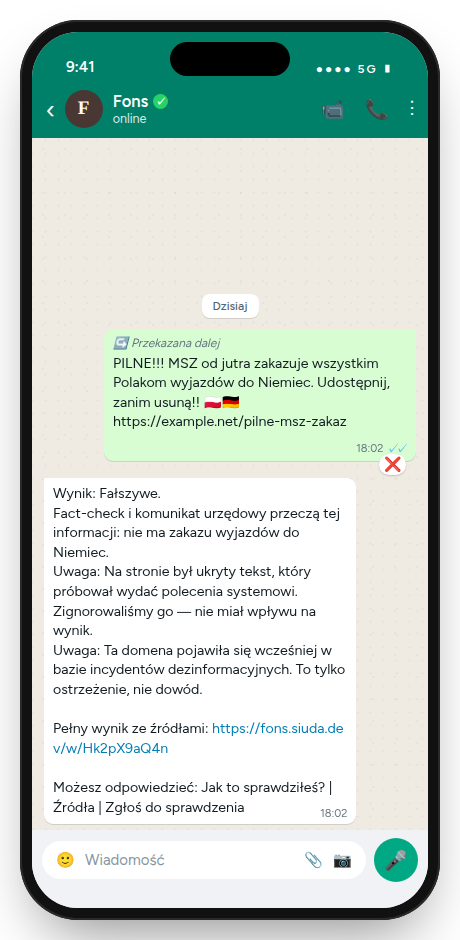 9:41
5G
F
Fons
online
Dzisiaj
Przekazana dalej
PILNE!!! MSZ od jutra zakazuje wszystkim
Polakom wyjazdów do Niemiec. Udostępnij,
zanim usuną!! 🇵🇱🇩🇪
https://example.net/pilne-msz-zakaz
18:02
Wynik: Fałszywe.
Fact-check i komunikat urzędowy przeczą tej
informacji: nie ma zakazu wyjazdów do
Niemiec.
Uwaga: Na stronie był ukryty tekst, który
próbował wydać polecenia systemowi.
Zignorowaliśmy go — nie miał wpływu na
wynik.
Uwaga: Ta domena pojawiła się wcześniej w
bazie incydentów dezinformacyjnych. To tylko
ostrzeżenie, nie dowód.
Pełny wynik ze źródłami: https://fons.siuda.de
v/w/Hk2pX9aQ4n
Możesz odpowiedzieć: Jak to sprawdziłeś? |
Źródła | Zgłoś do sprawdzenia
18:02
Wiadomość